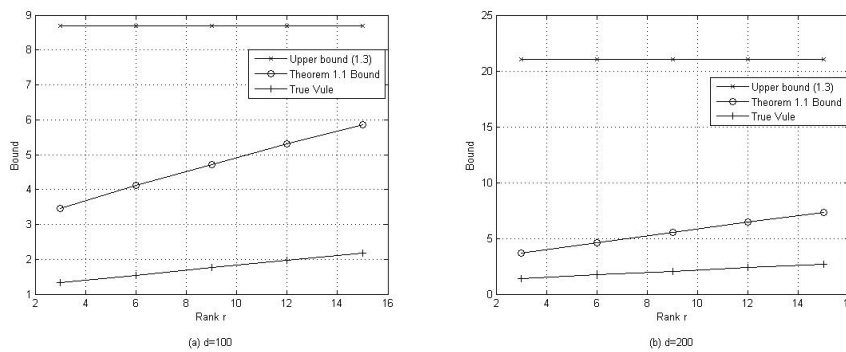 9
8
7
6
5
4
3
2
1
Bound
Upper bound (1.3)
Theorem 1.1 Bound
True Vule
2 4 6 8 10 12 14 16
Rank r
(a) d=100
25
20
15
10
5
0
Bound
Upper bound (1.3)
Theorem 1.1 Bound
True Vule
2 4 6 8 10 12 14 16
Rank r
(b) d=200